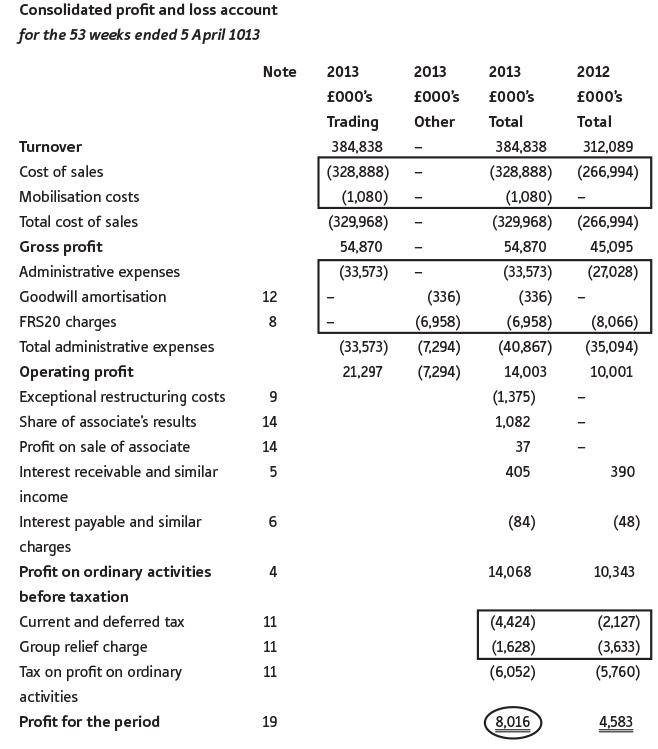 Consolidated profit and loss account
for the 53 weeks ended 5 April 1013
Note 2013 2013 2013 2012
£000's £000's £000's £000's
Trading Other Total Total
Turnover 384,838 – 384,838 312,089
Cost of sales (328,888) – (328,888) (266,994)
Mobilisation costs (1,080) – (1,080) –
Total cost of sales (329,968) – (329,968) (266,994)
Gross profit 54,870 – 54,870 45,095
Administrative expenses (33,573) – (33,573) (27,028)
Goodwill amortisation 12 – (336) (336) –
FRS20 charges 8 – (6,958) (6,958) (8,066)
Total administrative expenses (33,573) (7,294) (40,867) (35,094)
Operating profit 21,297 (7,294) 14,003 10,001
Exceptional restructuring costs 9 (1,375) –
Share of associate's results 14 1,082 –
Profit on sale of associate 14 37 –
Interest receivable and similar 5 405 390
income
Interest payable and similar 6 (84) (48)
charges
Profit on ordinary activities 4 14,068 10,343
before taxation
Current and deferred tax 11 (4,424) (2,127)
Group relief charge 11 (1,628) (3,633)
Tax on profit on ordinary 11 (6,052) (5,760)
activities
Profit for the period 19 8,016 4,583